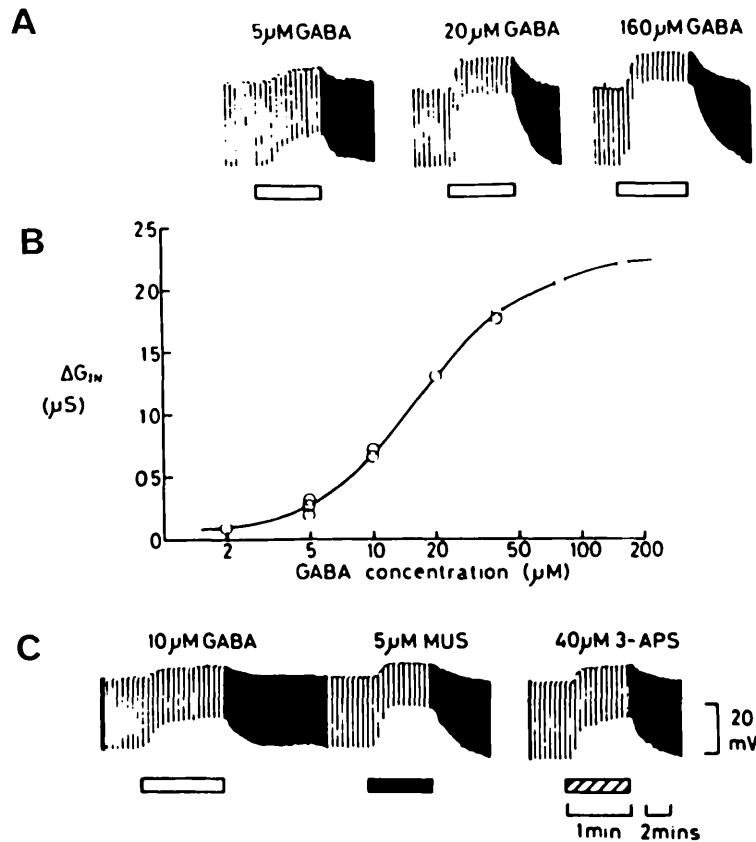 A
5µM GABA 20µM GABA 160µM GABA
B
25
20
15
10
05
0
ΔG_IN
(µS)
2 5 10 20 50 100 200
GABA concentration (µM)
C
10µM GABA 5µM MUS 40µM 3-APS
20
mV
1min 2mins